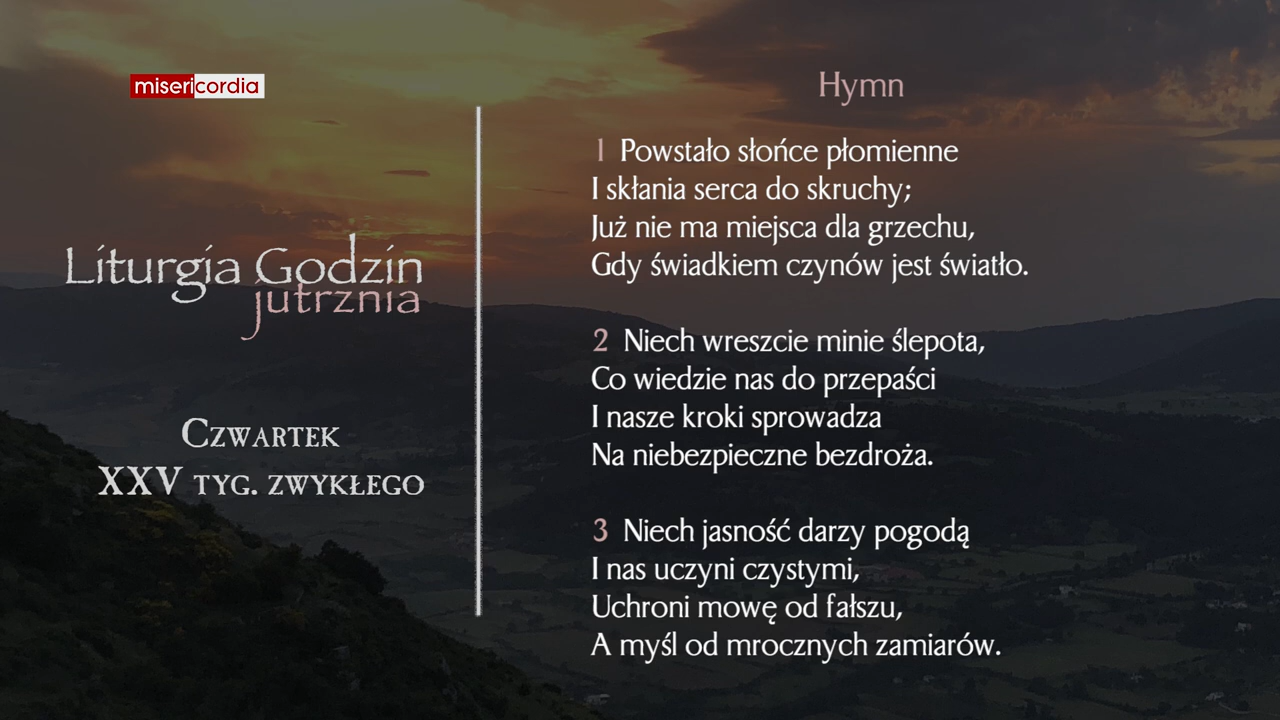 misericordia
Liturgia Godzin
jutrznia
Czwartek
XXV tyg. zwykłego
Hymn
1 Powstało słońce płomienne
I skłania serca do skruchy;
Już nie ma miejsca dla grzechu,
Gdy świadkiem czynów jest światło.
2 Niech wreszcie minie ślepota,
Co wiedzie nas do przepaści
I nasze kroki sprowadza
Na niebezpieczne bezdroża.
3 Niech jasność darzy pogodą
I nas uczyni czystymi,
Uchroni mowę od fałszu,
A myśl od mrocznych zamiarów.